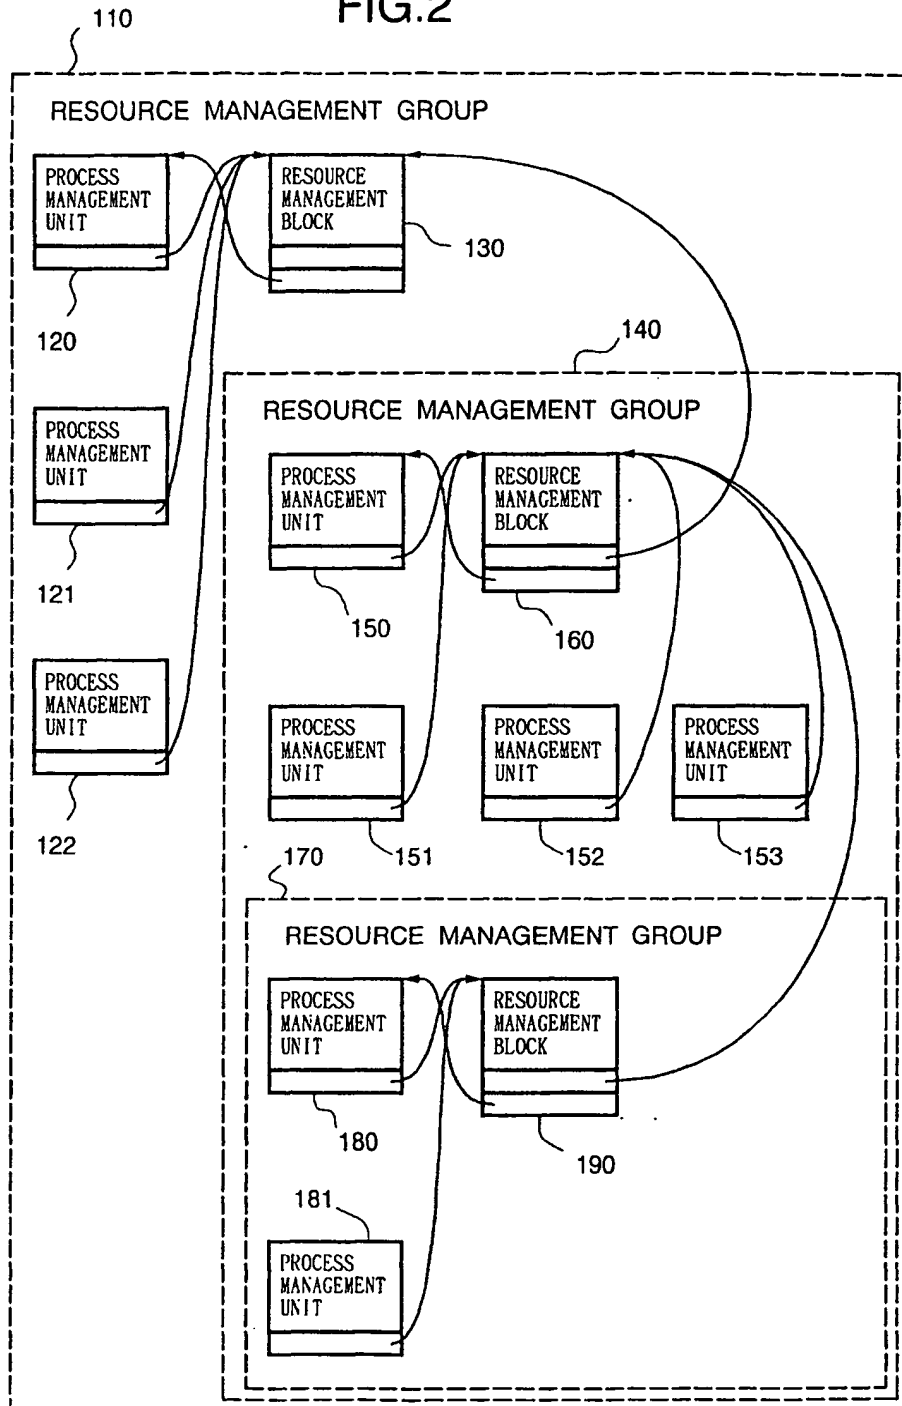 FIG.2
110
RESOURCE MANAGEMENT GROUP
PROCESS
MANAGEMENT
UNIT
RESOURCE
MANAGEMENT
BLOCK
130
120
140
RESOURCE MANAGEMENT GROUP
PROCESS
MANAGEMENT
UNIT
121
PROCESS
MANAGEMENT
UNIT
RESOURCE
MANAGEMENT
BLOCK
150
160
PROCESS
MANAGEMENT
UNIT
122
PROCESS
MANAGEMENT
UNIT
PROCESS
MANAGEMENT
UNIT
PROCESS
MANAGEMENT
UNIT
151
152
153
170
RESOURCE MANAGEMENT GROUP
PROCESS
MANAGEMENT
UNIT
RESOURCE
MANAGEMENT
BLOCK
180
190
181
PROCESS
MANAGEMENT
UNIT